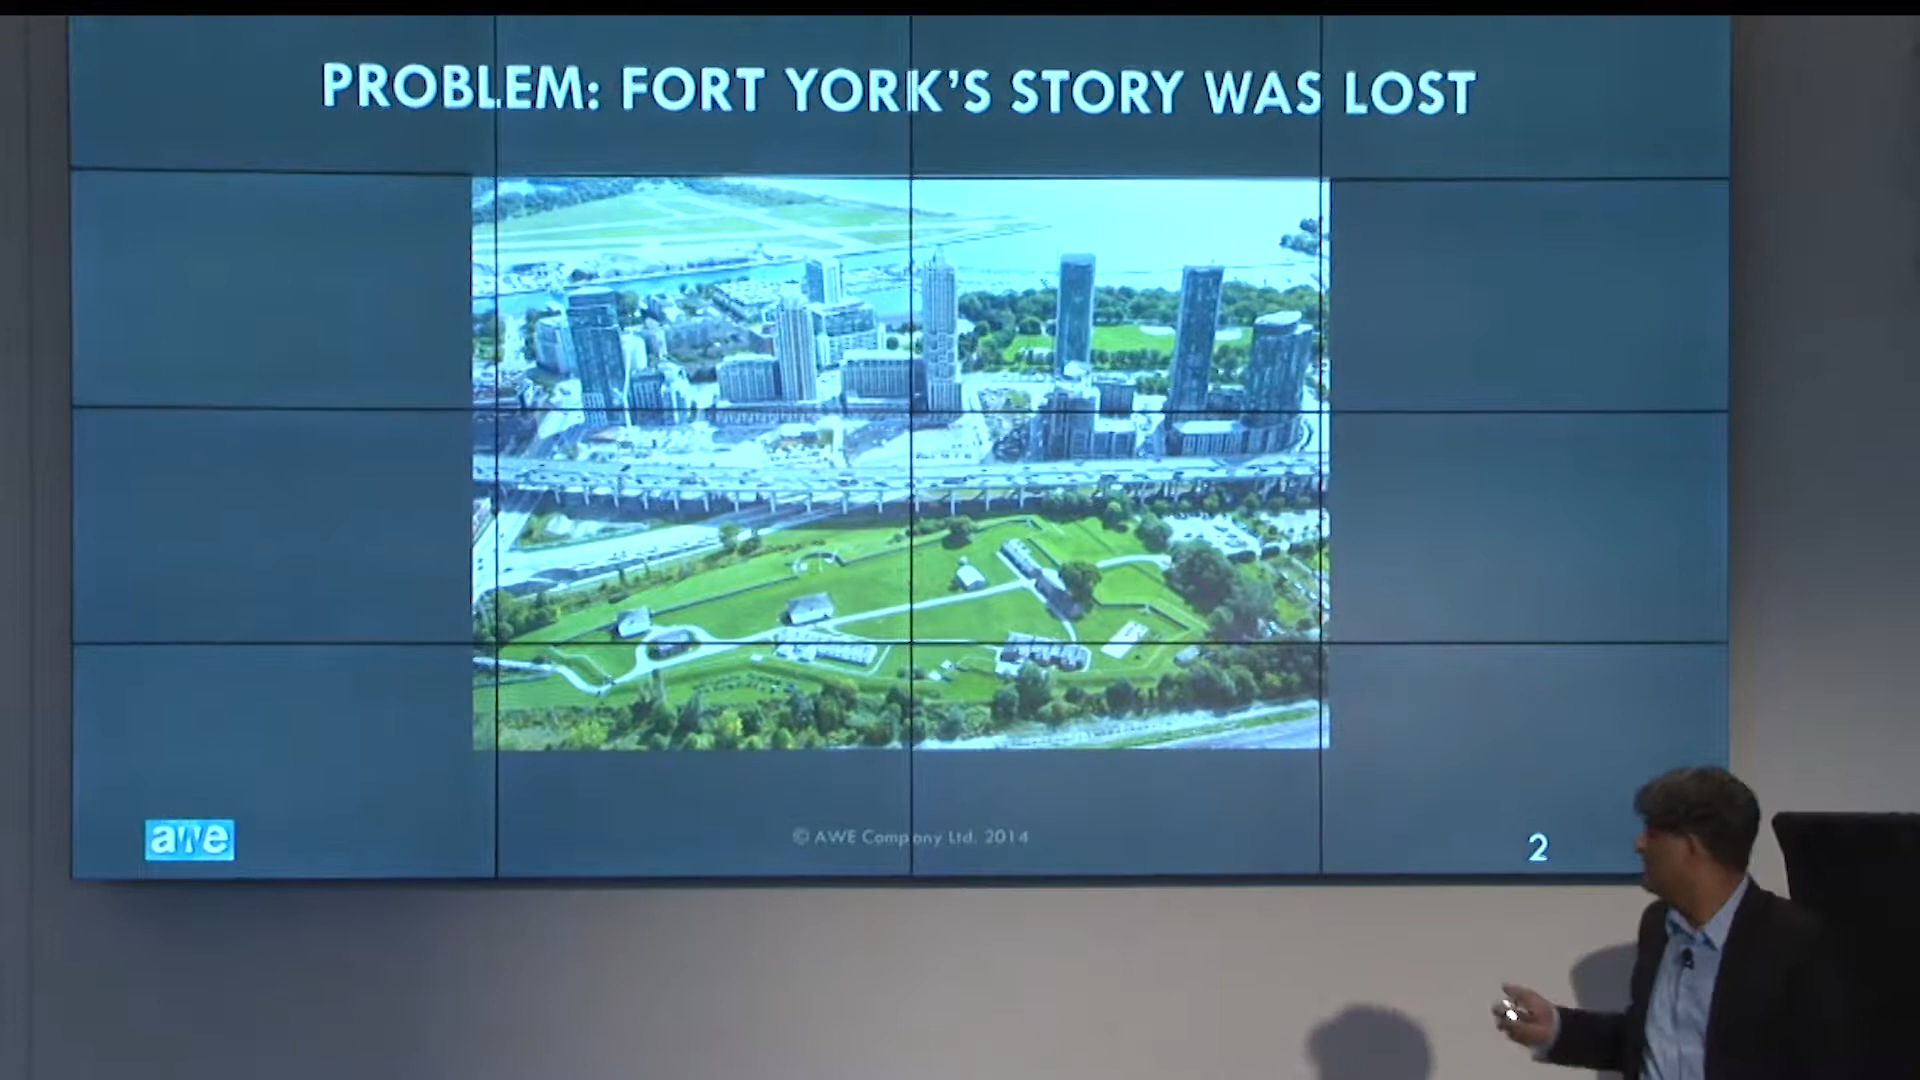 PROBLEM: FORT YORK'S STORY WAS LOST
awe
© AWE Company Ltd. 2014
2